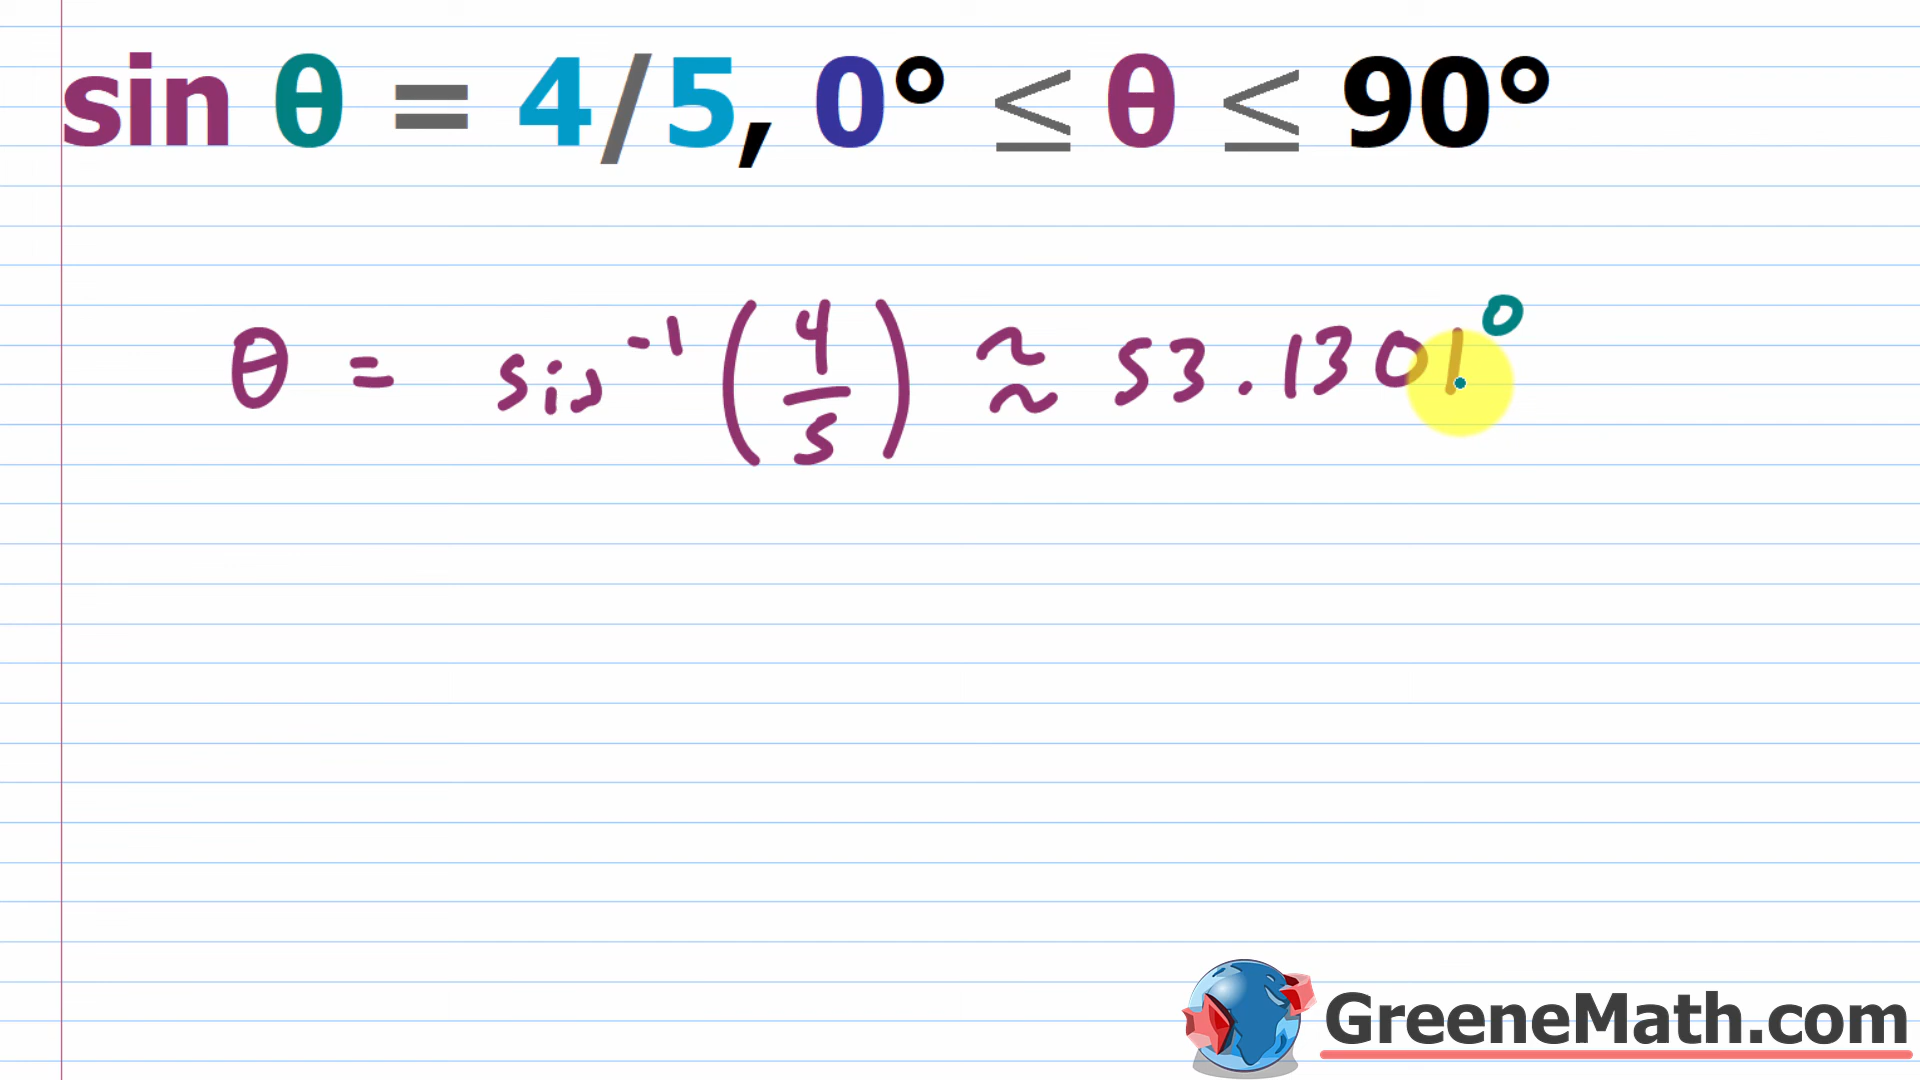 sin θ = 4/5, 0° ≤ θ ≤ 90°
θ = sin⁻¹(4/5) ≈ 53.1301°
GreeneMath.com